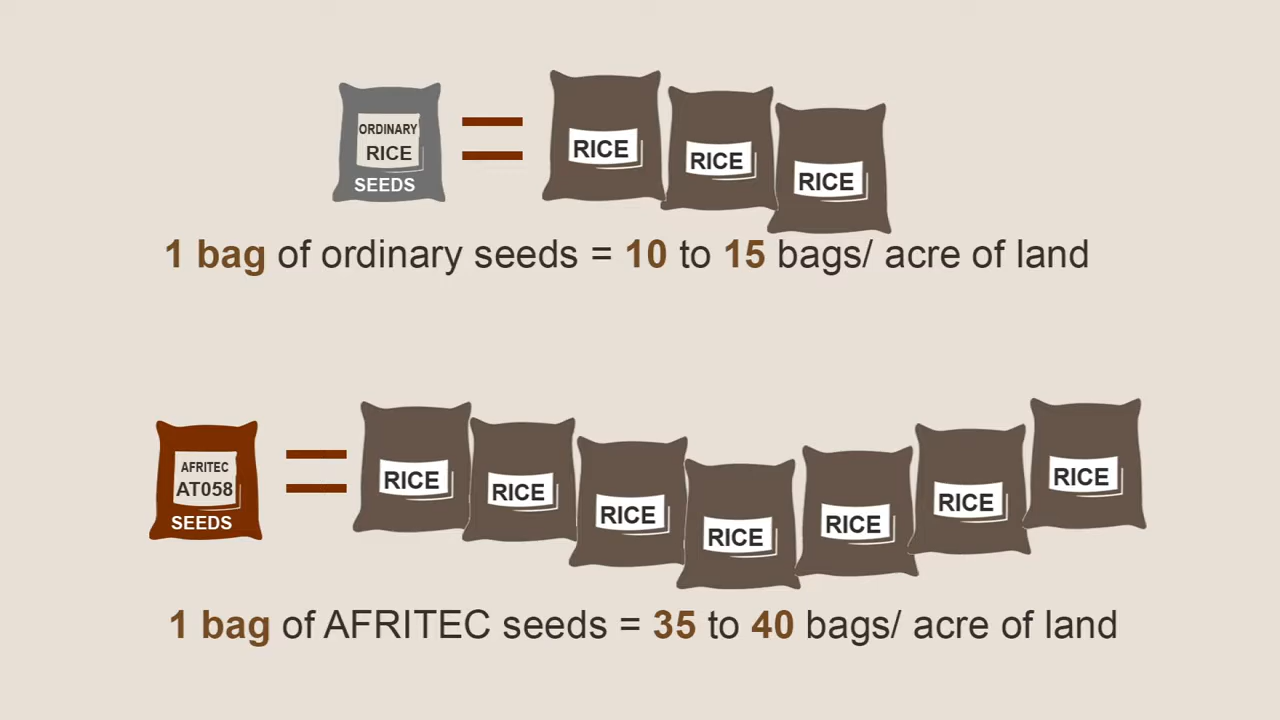 ORDINARY
RICE
SEEDS
RICE
RICE
RICE
1 bag of ordinary seeds = 10 to 15 bags/ acre of land
AFRITEC
AT058
SEEDS
RICE
RICE
RICE
RICE
RICE
RICE
RICE
1 bag of AFRITEC seeds = 35 to 40 bags/ acre of land